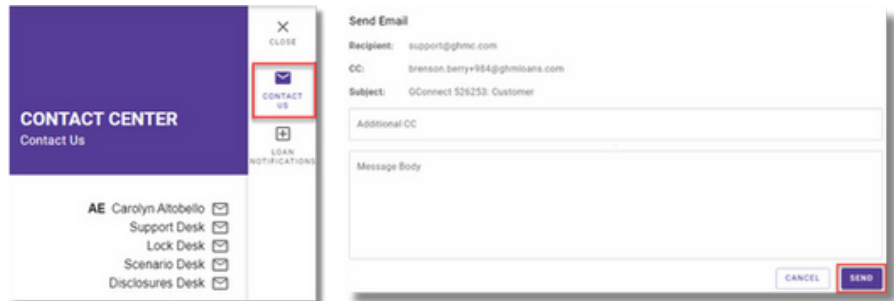 CLOSE
CONTACT
US
LOAN
NOTIFICATIONS
CONTACT CENTER
Contact Us
AE Carolyn Altobello
Support Desk
Lock Desk
Scenario Desk
Disclosures Desk
Send Email
Recipient: support@ghmc.com
CC: brenson.berry+984@ghmloans.com
Subject: GConnect 526253: Customer
Additional CC
Message Body
CANCEL SEND